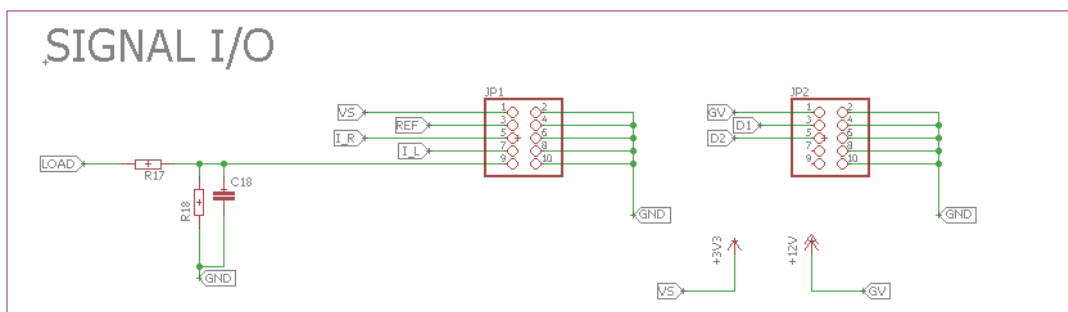 SIGNAL I/O
JP1
JP2
VS
1
2
GV
1
2
REF
3
4
D1
3
4
I_R
5
6
D2
5
6
I_L
7
8
7
8
LOAD
9
10
9
10
R17
C18
R18
GND
GND
GND
+3V3
+12V
VS
GV